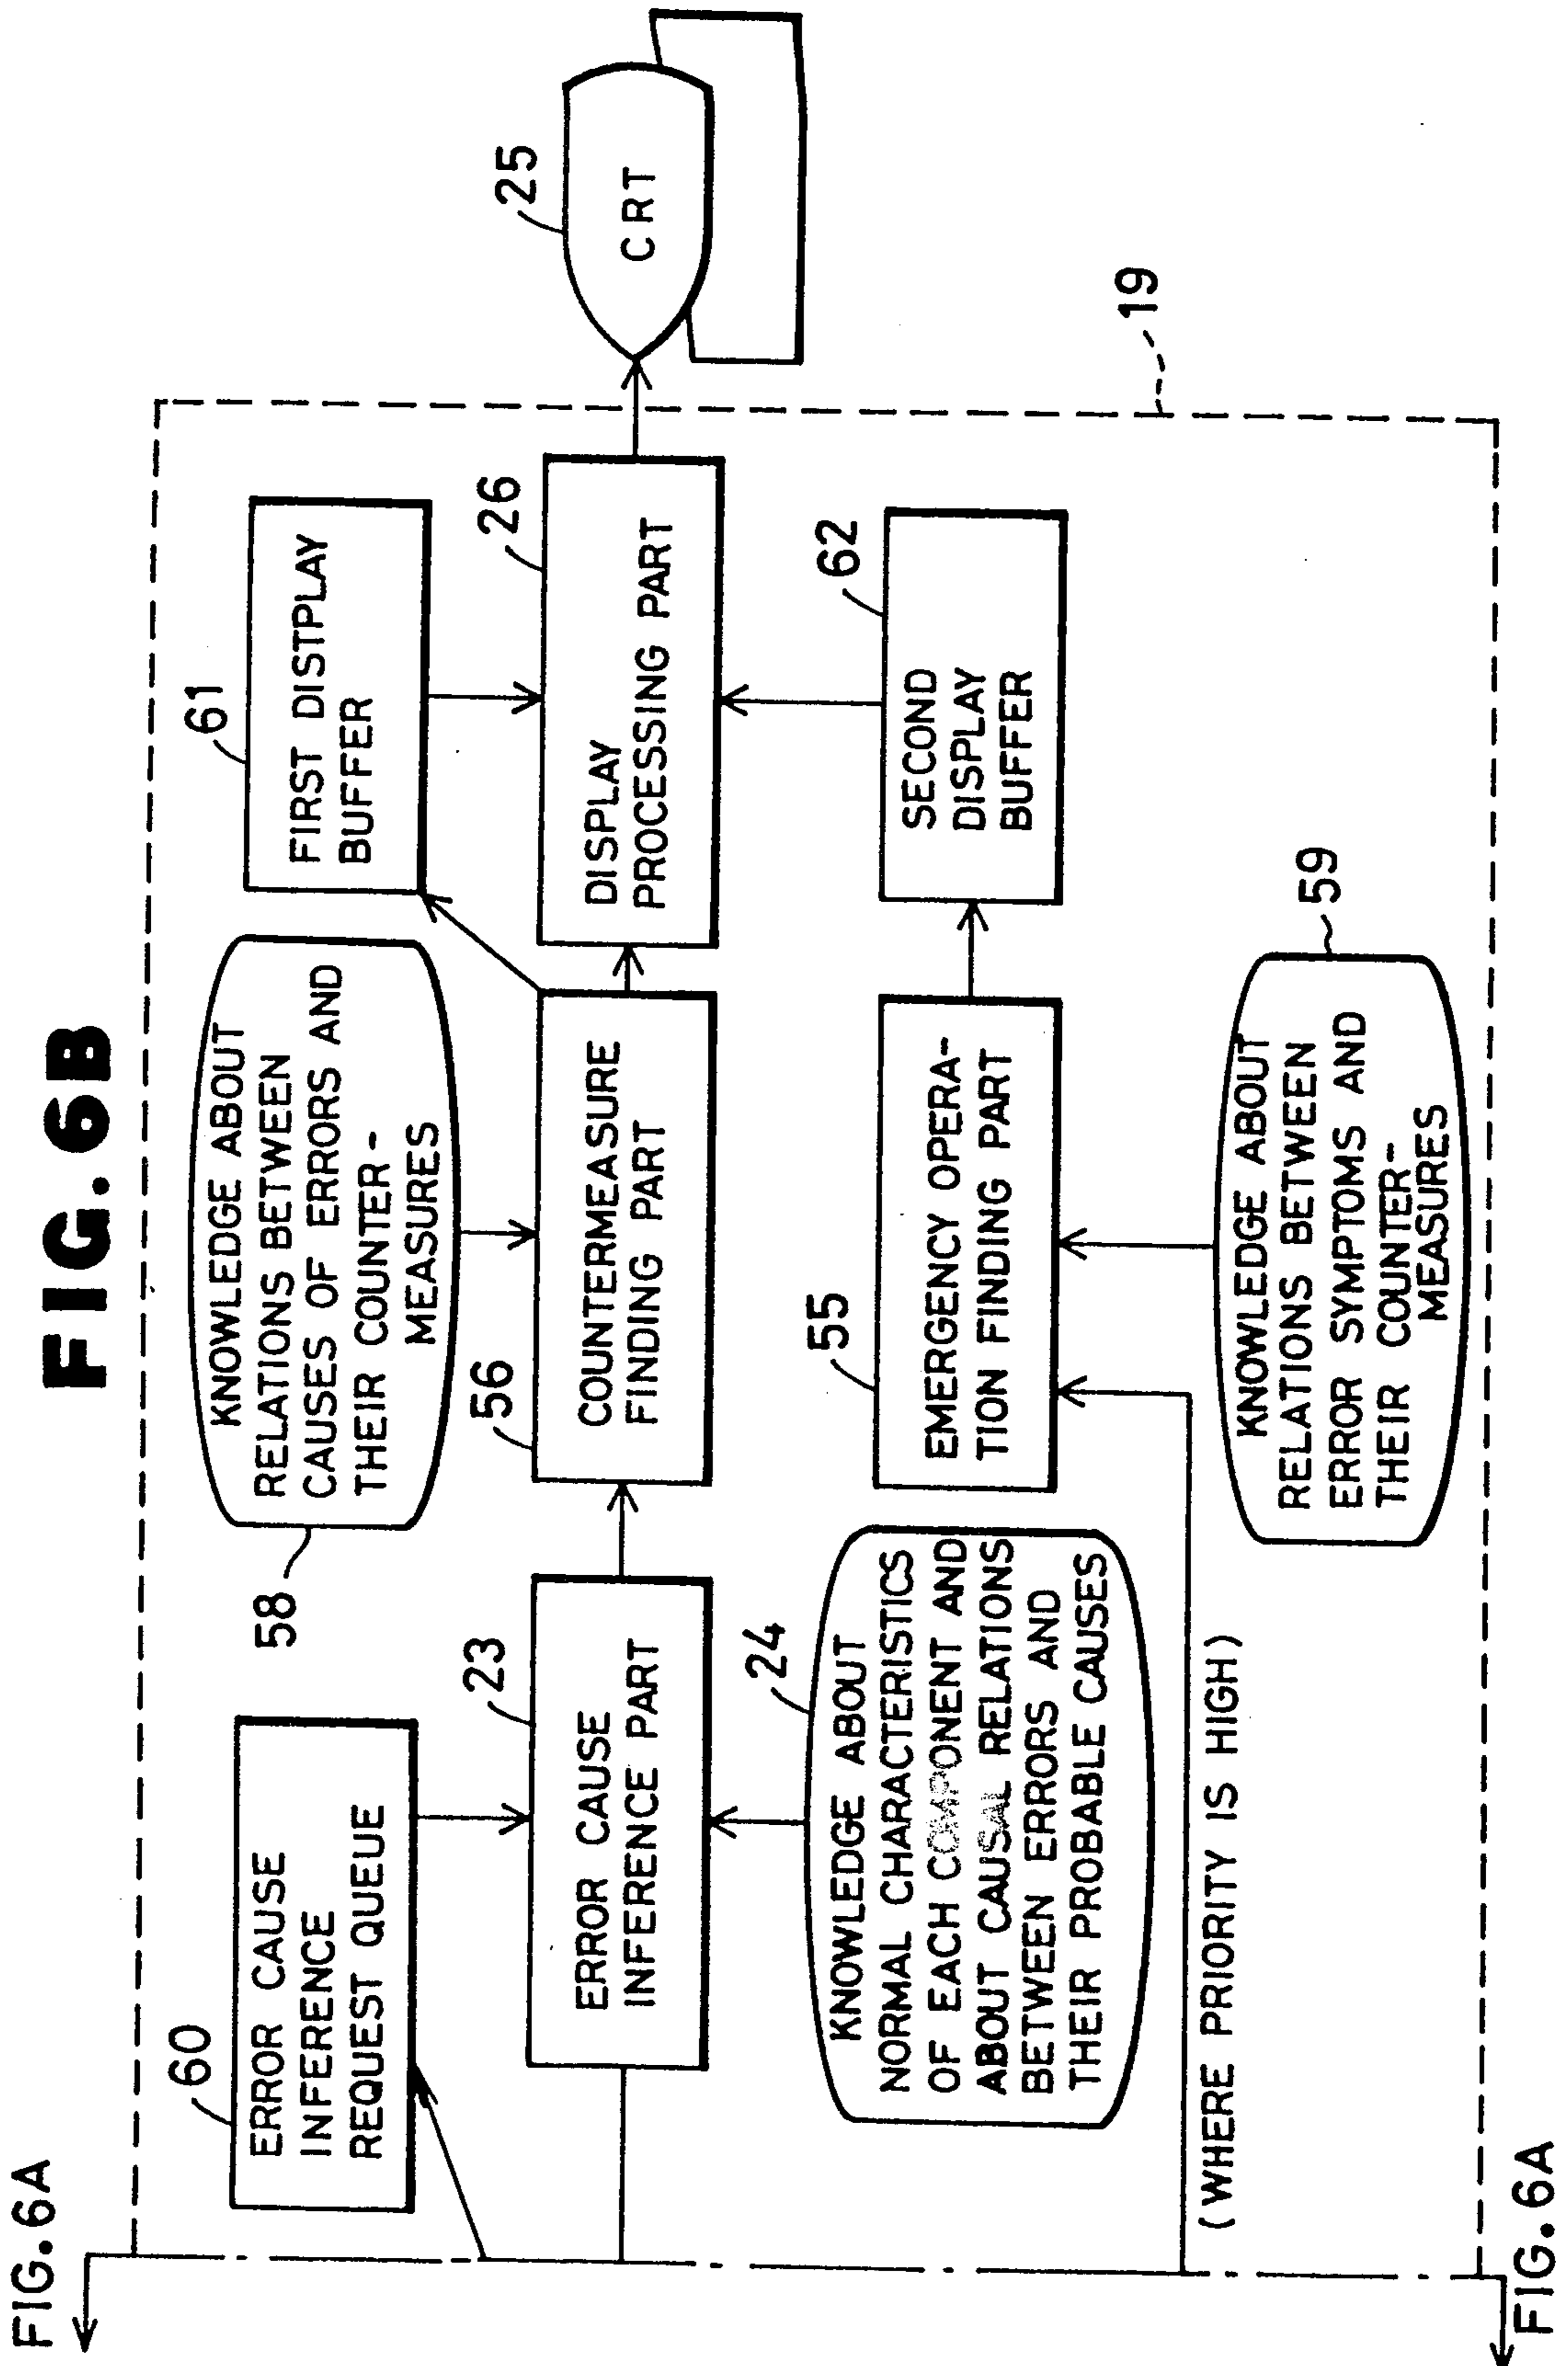 FIG. 6B
FIG. 6A
60
ERROR CAUSE
INFERENCE
REQUEST QUEUE
58
KNOWLEDGE ABOUT
RELATIONS BETWEEN
CAUSES OF ERRORS AND
THEIR COUNTER-
MEASURES
61
FIRST DISTPLAY
BUFFER
23
ERROR CAUSE
INFERENCE PART
56
COUNTERMEASURE
FINDING PART
26
DISPLAY
PROCESSING PART
25
CRT
24
KNOWLEDGE ABOUT
NORMAL CHARACTERISTICS
OF EACH COMPONENT AND
ABOUT CAUSAL RELATIONS
BETWEEN ERRORS AND
THEIR PROBABLE CAUSES
55
EMERGENCY OPERA-
TION FINDING PART
62
SECOND
DISPLAY
BUFFER
19
(WHERE PRIORITY IS HIGH)
59
KNOWLEDGE ABOUT
RELATIONS BETWEEN
ERROR SYMPTOMS AND
THEIR COUNTER-
MEASURES
FIG. 6A